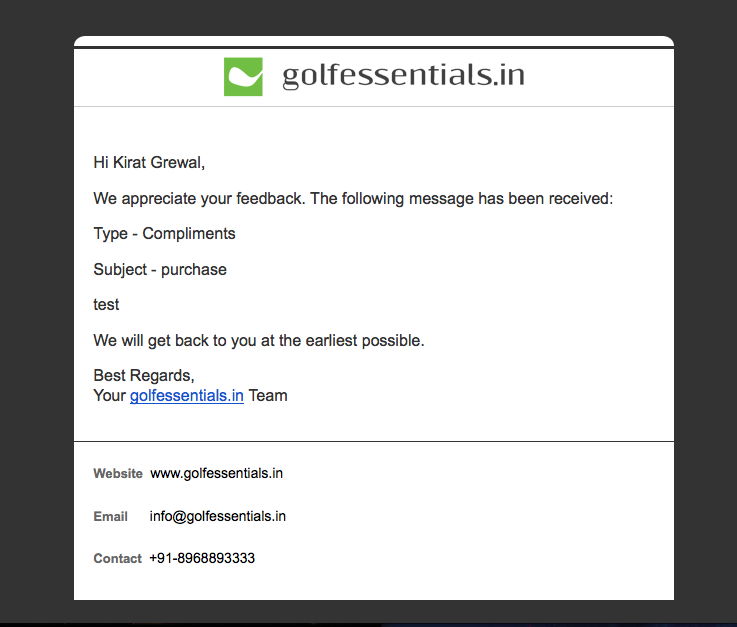 golfessentials.in
Hi Kirat Grewal,
We appreciate your feedback. The following message has been received:
Type - Compliments
Subject - purchase
test
We will get back to you at the earliest possible.
Best Regards,
Your golfessentials.in Team
Website www.golfessentials.in
Email info@golfessentials.in
Contact +91-8968893333